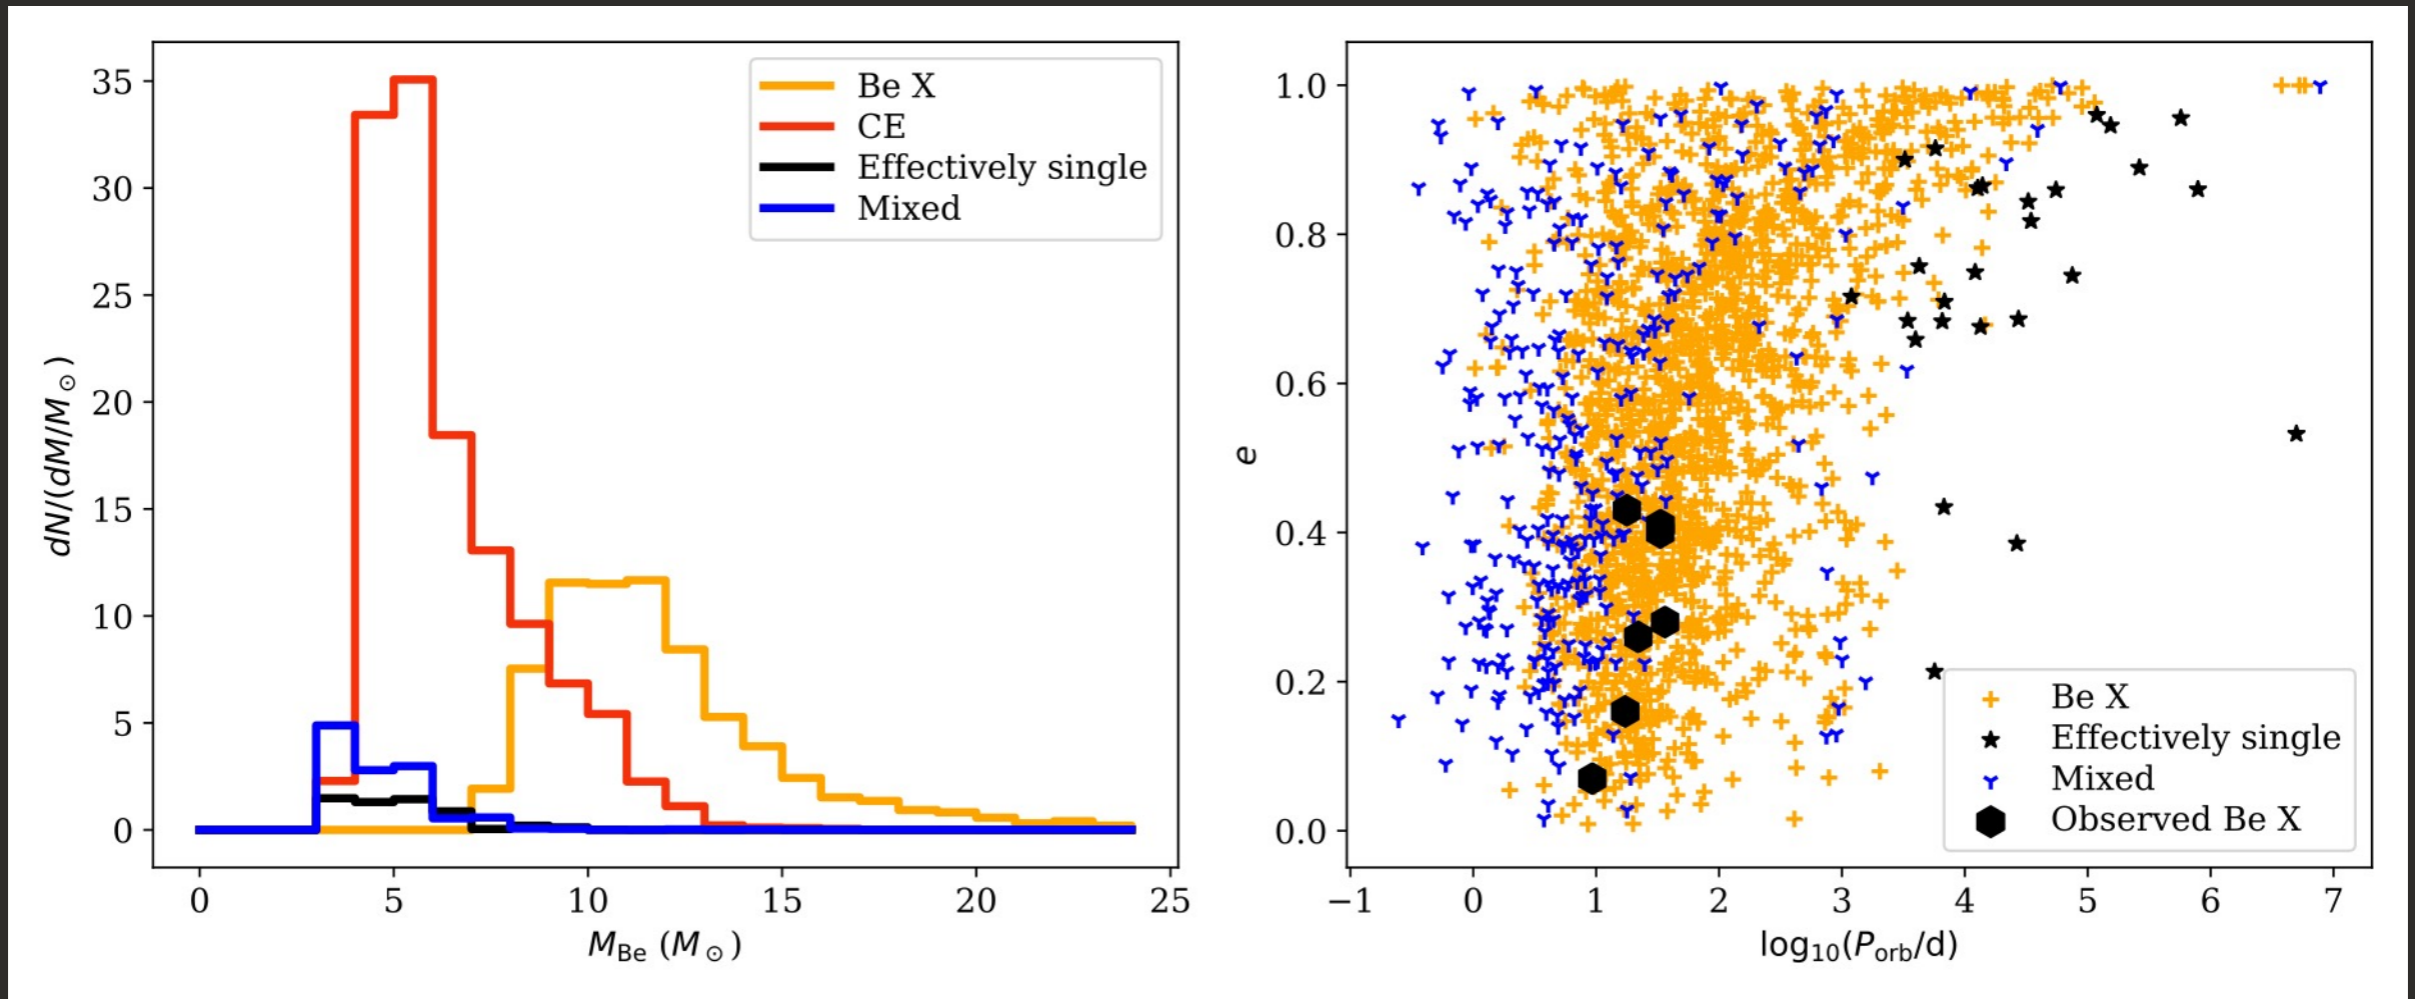 35
30
25
20
15
10
5
0
dN/(dM/M⊙)
0 5 10 15 20 25
M_Be (M⊙)
Be X
CE
Effectively single
Mixed
1.0
0.8
0.6
0.4
0.2
0.0
e
−1 0 1 2 3 4 5 6 7
log₁₀(P_orb/d)
Be X
Effectively single
Mixed
Observed Be X